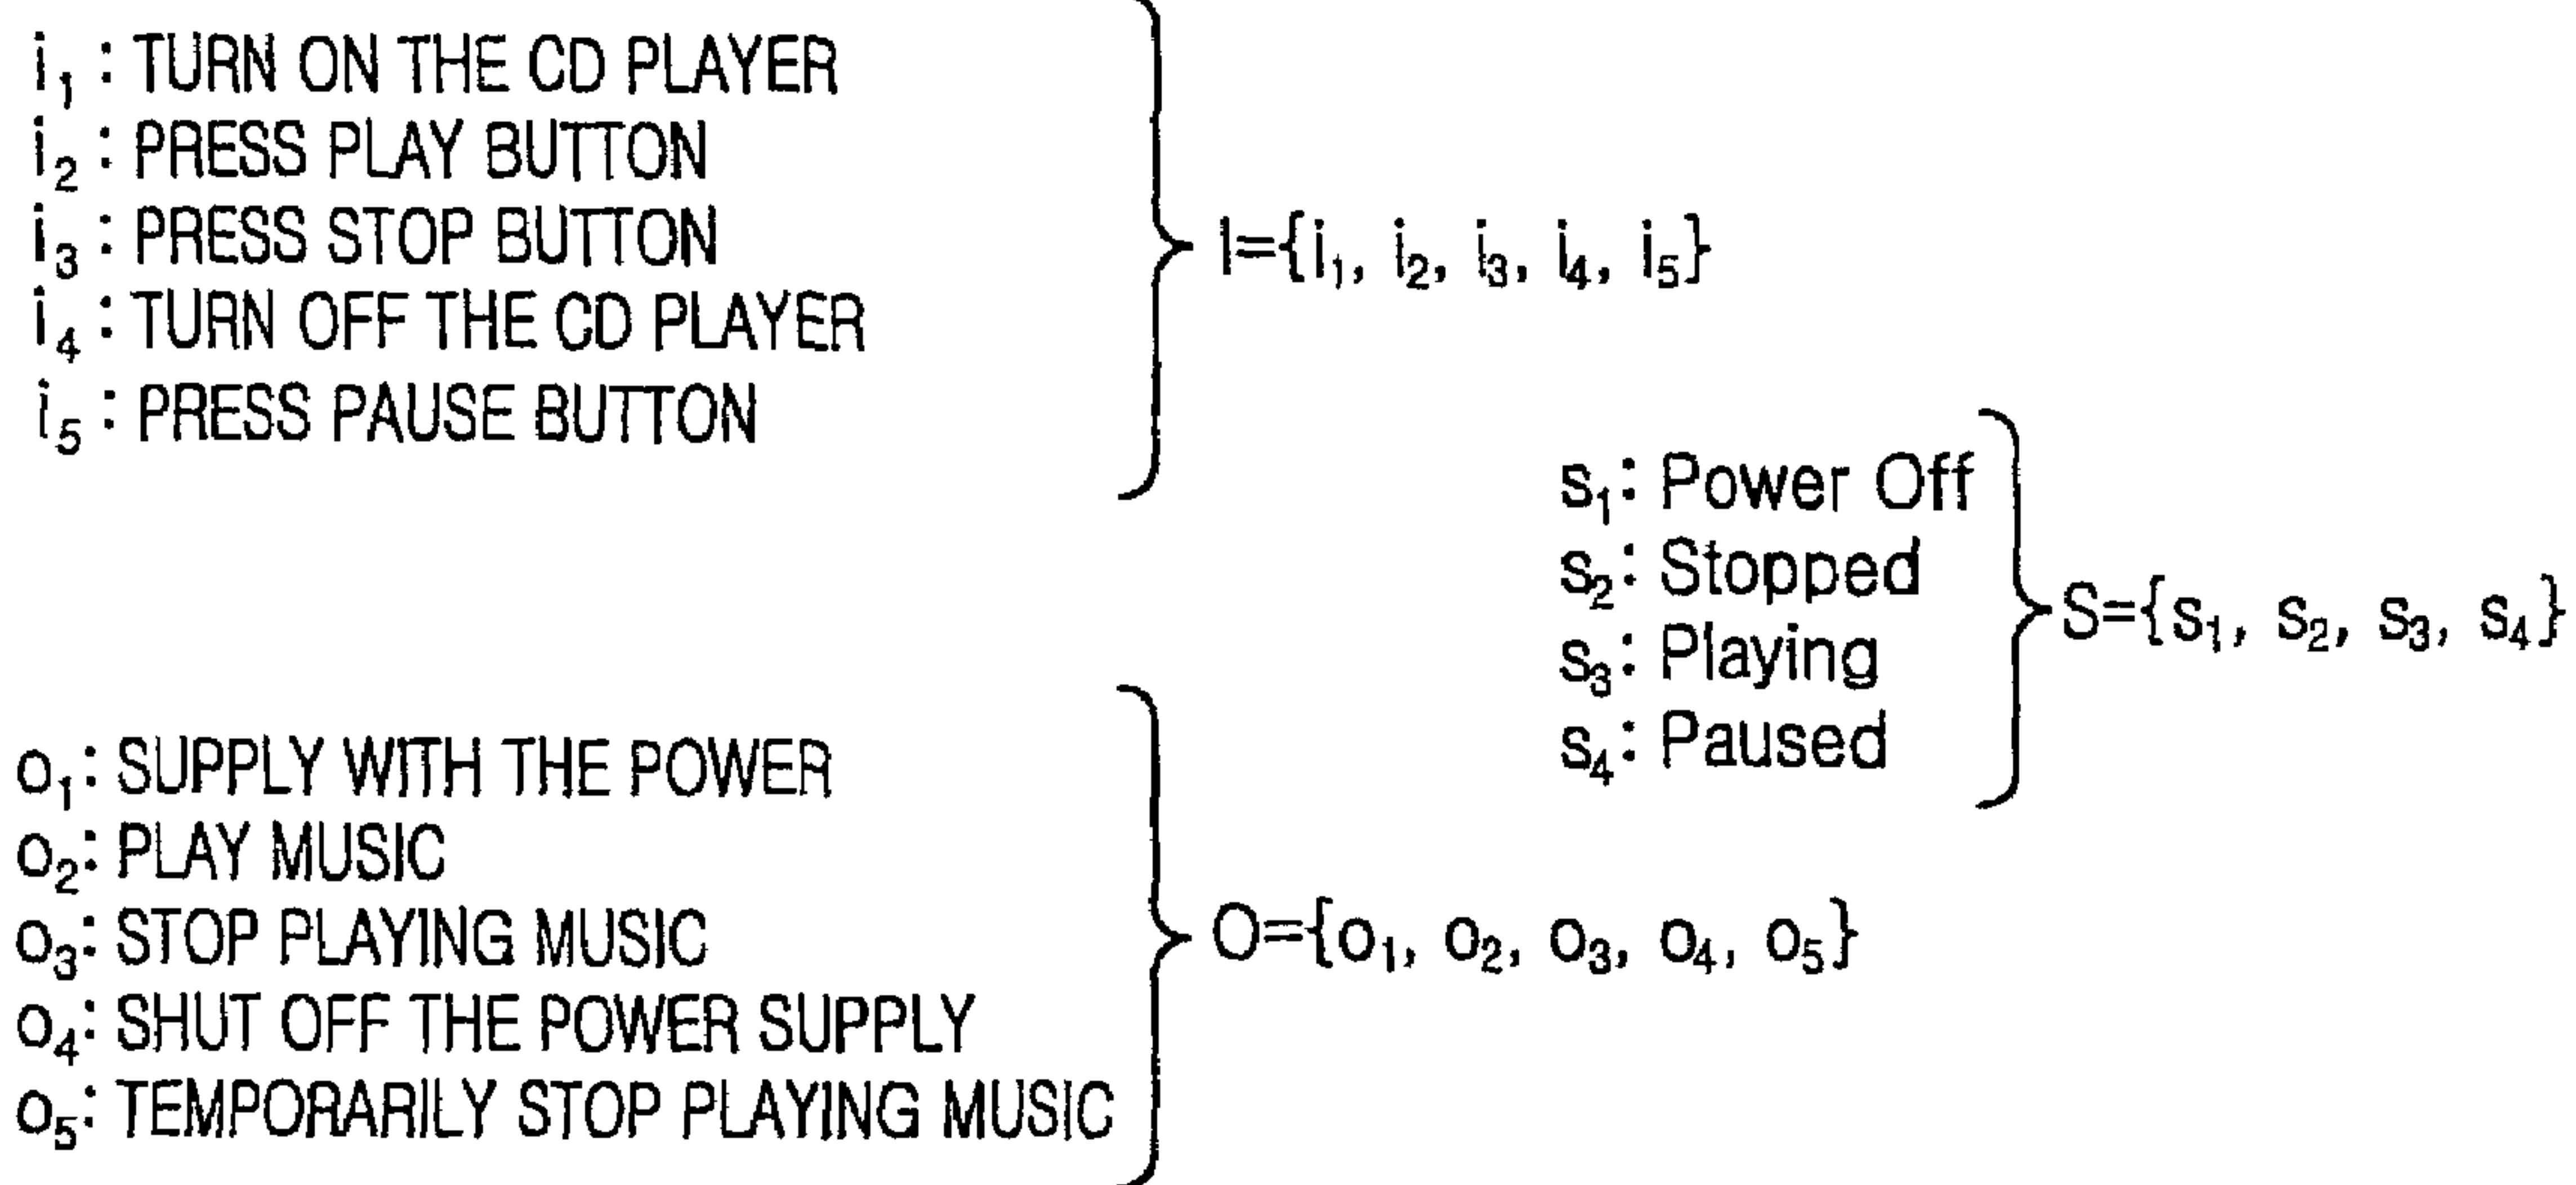 i₁ : TURN ON THE CD PLAYER
i₂ : PRESS PLAY BUTTON
i₃ : PRESS STOP BUTTON
i₄ : TURN OFF THE CD PLAYER
i₅ : PRESS PAUSE BUTTON
I={i₁, i₂, i₃, i₄, i₅}
s₁: Power Off
s₂: Stopped
s₃: Playing
s₄: Paused
S={s₁, s₂, s₃, s₄}
o₁: SUPPLY WITH THE POWER
o₂: PLAY MUSIC
o₃: STOP PLAYING MUSIC
o₄: SHUT OFF THE POWER SUPPLY
o₅: TEMPORARILY STOP PLAYING MUSIC
O={o₁, o₂, o₃, o₄, o₅}